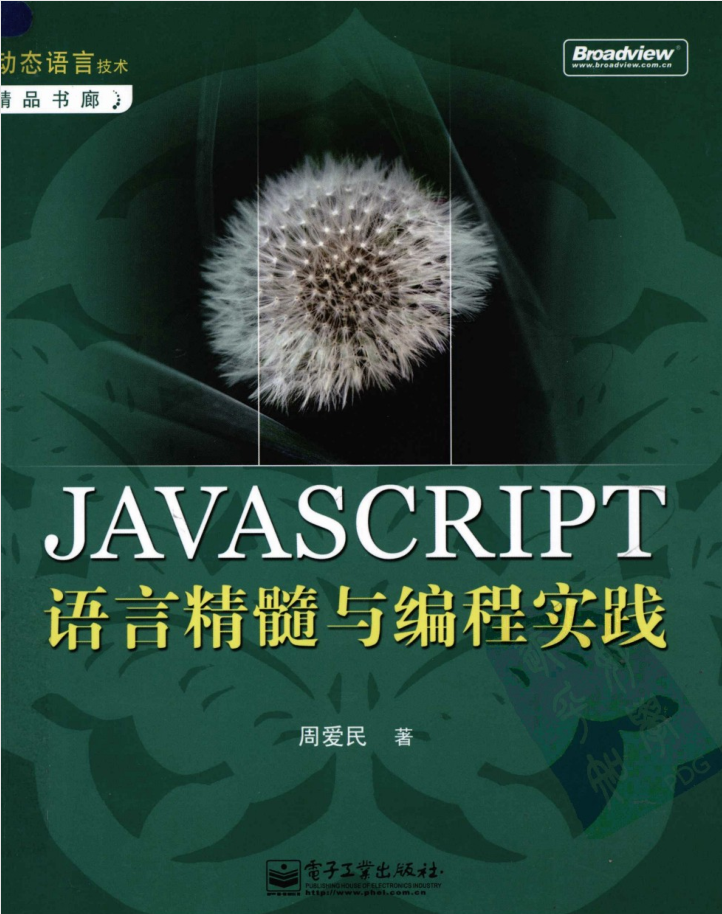 动态语言技术
精品书廊
Broadview®
www.broadview.com.cn
JAVASCRIPT
语言精髓与编程实践
周爱民 著
PDG
電子工業出版社·
PUBLISHING HOUSE OF ELECTRONICS INDUSTRY
http://www.phei.com.cn